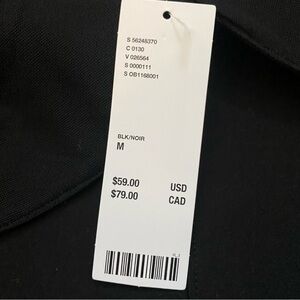 S 56248370
C 0130
V 026564
S 0000111
S OB1168001
BLK/NOIR
M
$59.00 USD
$79.00 CAD